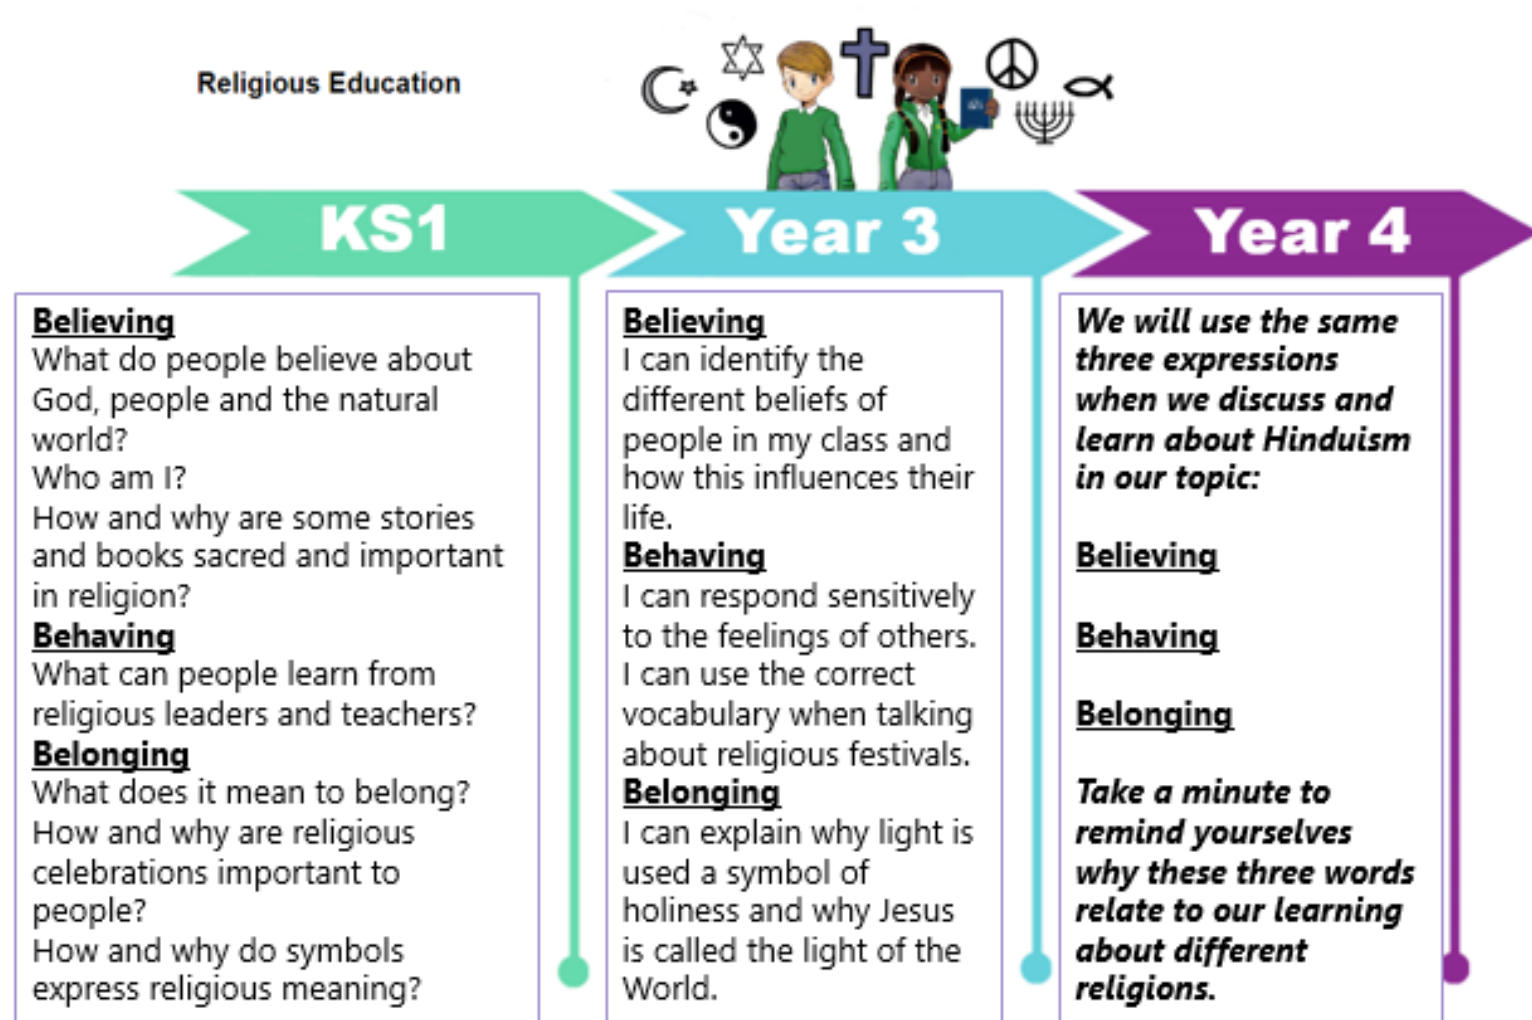 Religious Education
KS1
Year 3
Year 4
Believing
What do people believe about
God, people and the natural
world?
Who am I?
How and why are some stories
and books sacred and important
in religion?
Behaving
What can people learn from
religious leaders and teachers?
Belonging
What does it mean to belong?
How and why are religious
celebrations important to
people?
How and why do symbols
express religious meaning?
Believing
I can identify the
different beliefs of
people in my class and
how this influences their
life.
Behaving
I can respond sensitively
to the feelings of others.
I can use the correct
vocabulary when talking
about religious festivals.
Belonging
I can explain why light is
used a symbol of
holiness and why Jesus
is called the light of the
World.
We will use the same
three expressions
when we discuss and
learn about Hinduism
in our topic:
Believing
Behaving
Belonging
Take a minute to
remind yourselves
why these three words
relate to our learning
about different
religions.